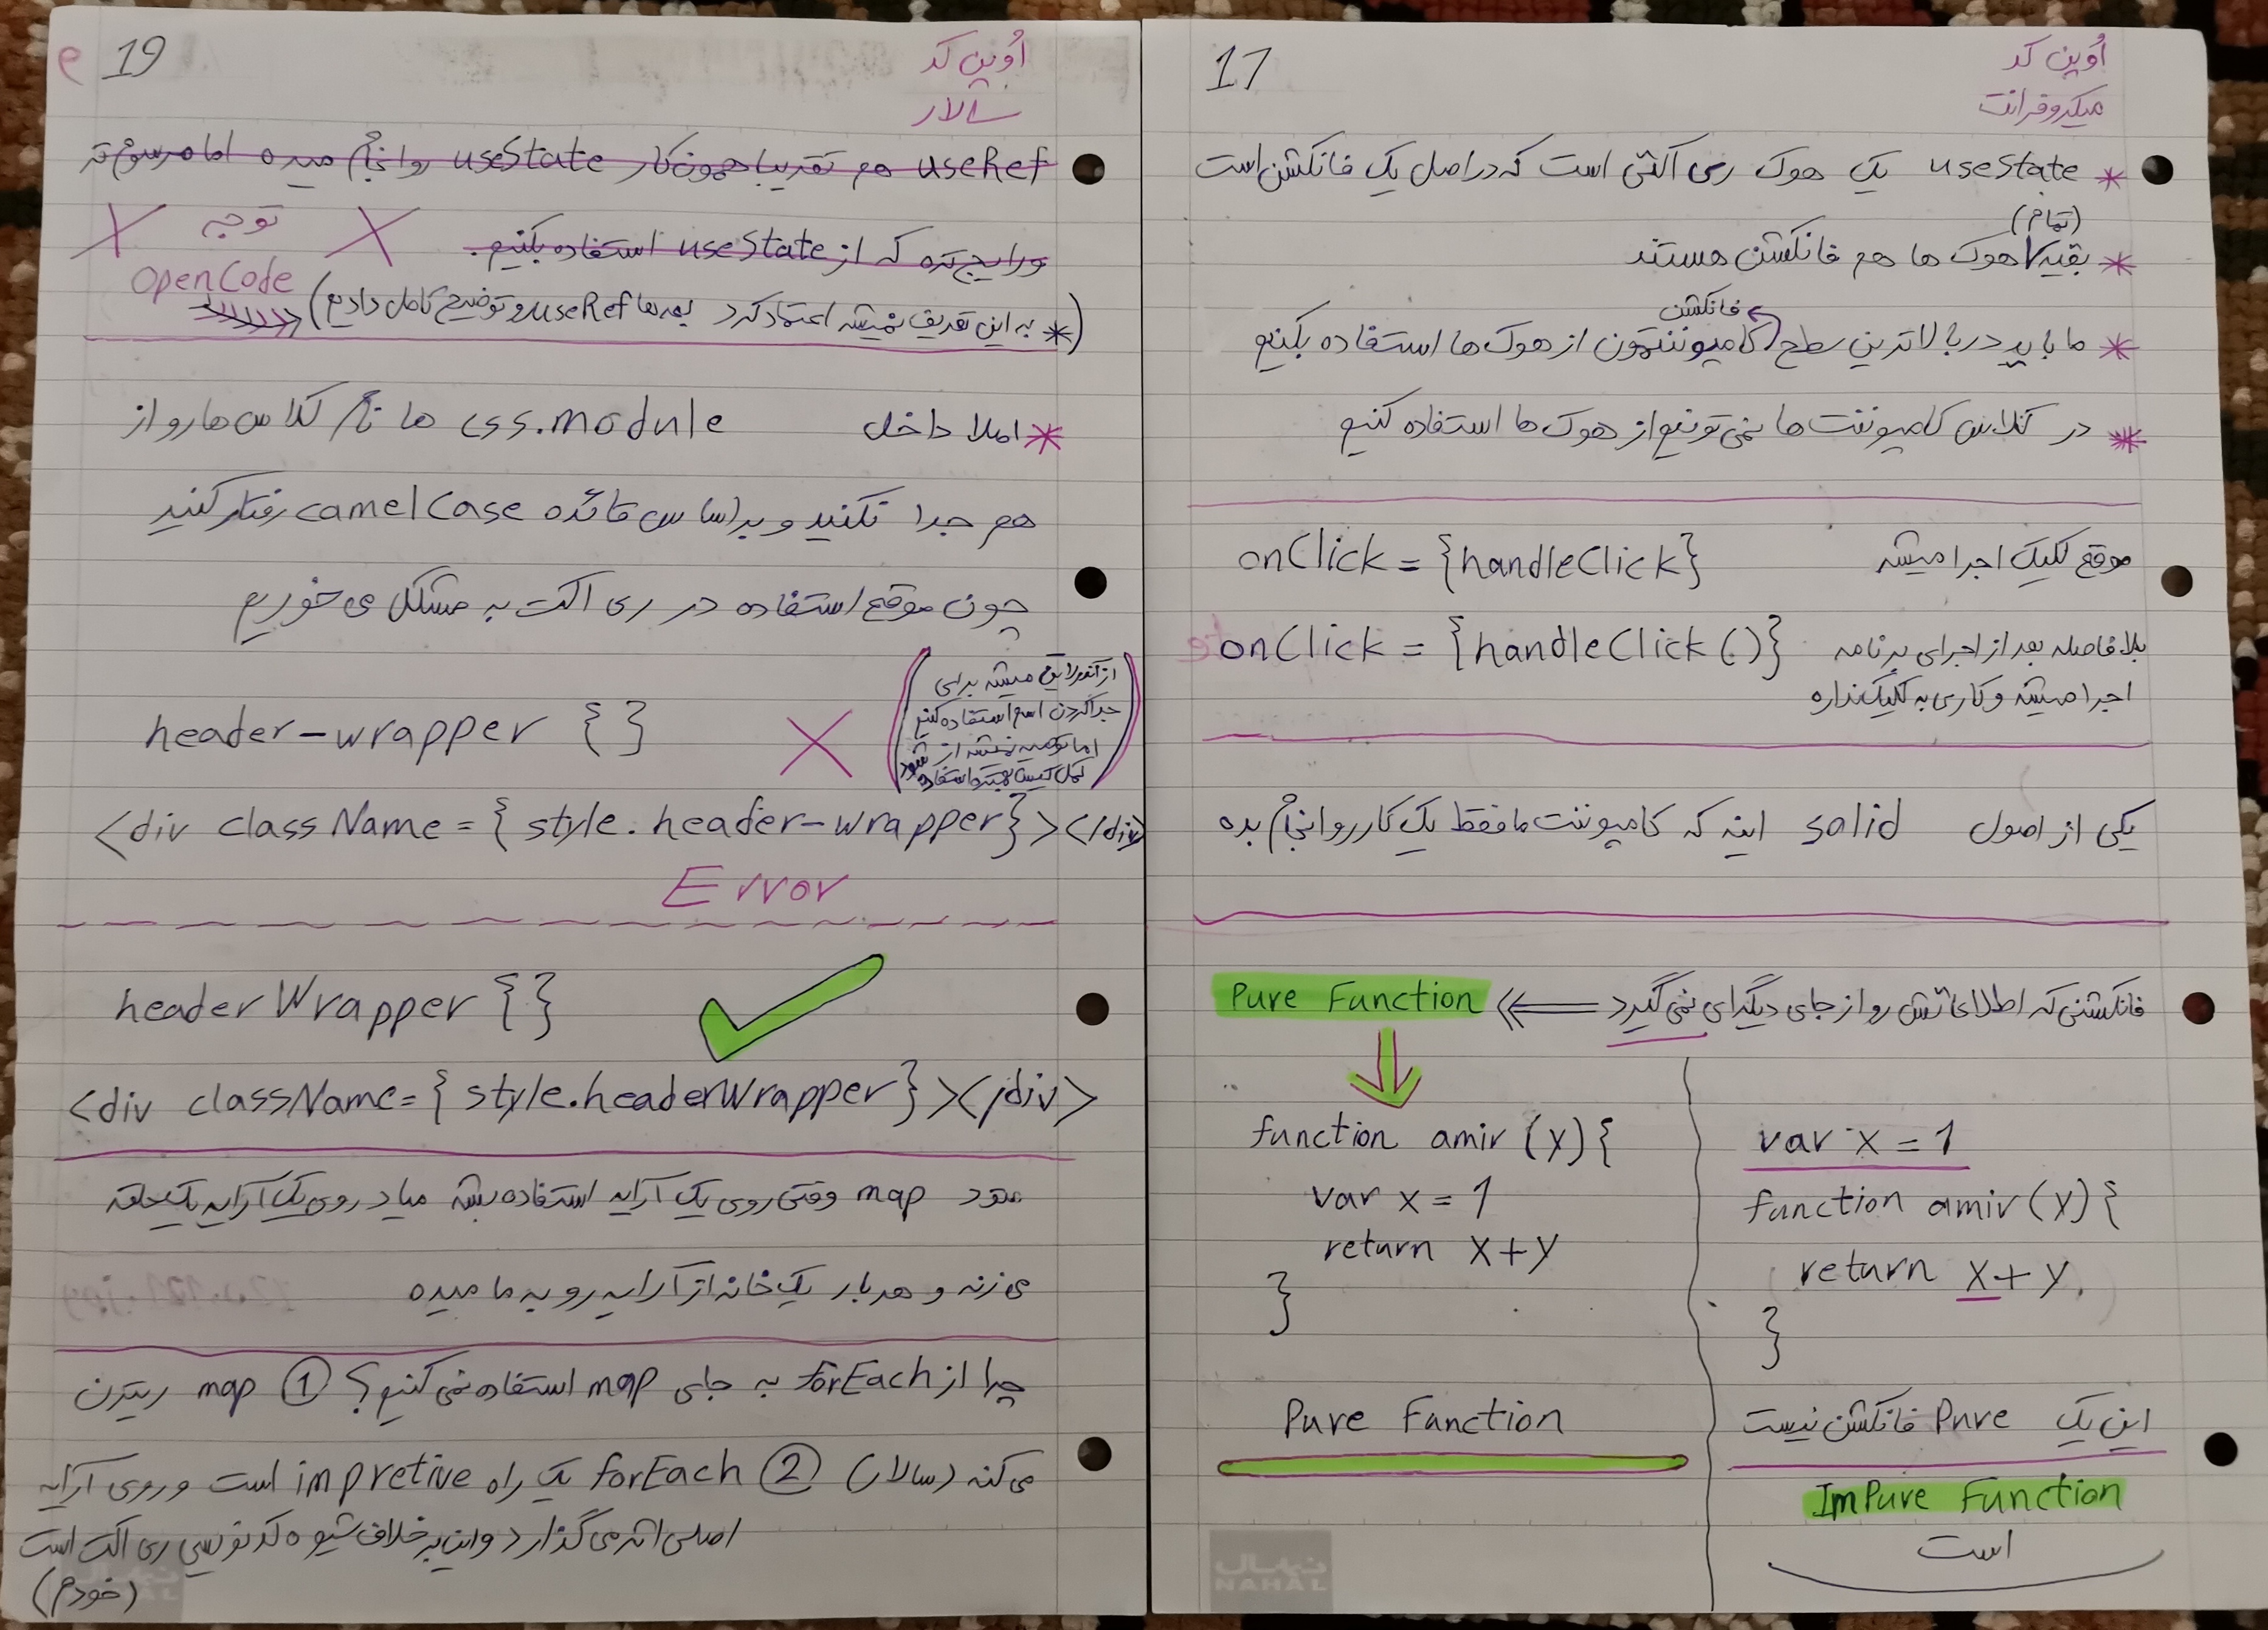 17
اُوپن کد
میکروفرانت
* useState یک هوک ری اکتی است که در اصل یک فانکشن است
(تمام)
* بقیه هوک ها هم فانکشن هستند
فانکشن
* ما باید در بالاترین سطح کامپوننتمون از هوک ها استفاده بکنیم
* در کلاس کامپوننت ها نمی تونیم از هوک ها استفاده کنیم
onClick = {handleClick} موقع کلیک اجرا میشه
onClick = {handleClick ()} بلافاصله بعد از اجرای برنامه
اجرا میشه و کاری به کلیک نداره
یکی از اصول solid اینه که کامپوننت ما فقط یک کار رو انجام بده
فانکشنی که اطلاعاتش رو از جای دیگه ای نمی گیرد Pure Function
function amir (y) {
var x = 1
return x + y
}
Pure Function
var x = 1
function amir (y) {
return x + y
}
این یک Pure فانکشن نیست
ImPure Function
است
نهال
NAHAL
19
اُوپن کد
سالار
useRef هم تقریبا همون کار useState رو انجام میده اما مرسوم تر
و رایج تره که از useState استفاده بکنیم.
توجه
OpenCode
(* به این تعریف نمیشه اعتماد کرد بعدها useRef رو توضیح کامل دادیم)
* املا داخل css.module ها نام کلاس ها رو از
هم جدا نکنید و بر اساس قائده camelCase رفتار کنید
چون موقع استفاده در ری اکت به مشکل می خوریم
header-wrapper { }
(از آندرلاین میشه برای
جدا کردن اسم استفاده کنیم
اما توصیه نمیشه از
کمل کیس بهتره استفاده شود)
<div className = { style. header-wrapper} ></div>
Error
headerWrapper { }
<div className = { style.headerWrapper} ></div>
متود map وقتی روی یک آرایه استفاده بشه میاد روی یک آرایه یک حلقه
می زنه و هر بار یک خانه از آرایه رو به ما میده
چرا از forEach به جای map استفاده نمی کنیم؟ ① map ریترن
می کنه (سالار) ② forEach یک راه impretive است و روی آرایه
اصلی اثر می گذارد و این برخلاف شیوه کد نویسی ری اکت است
(خودم)